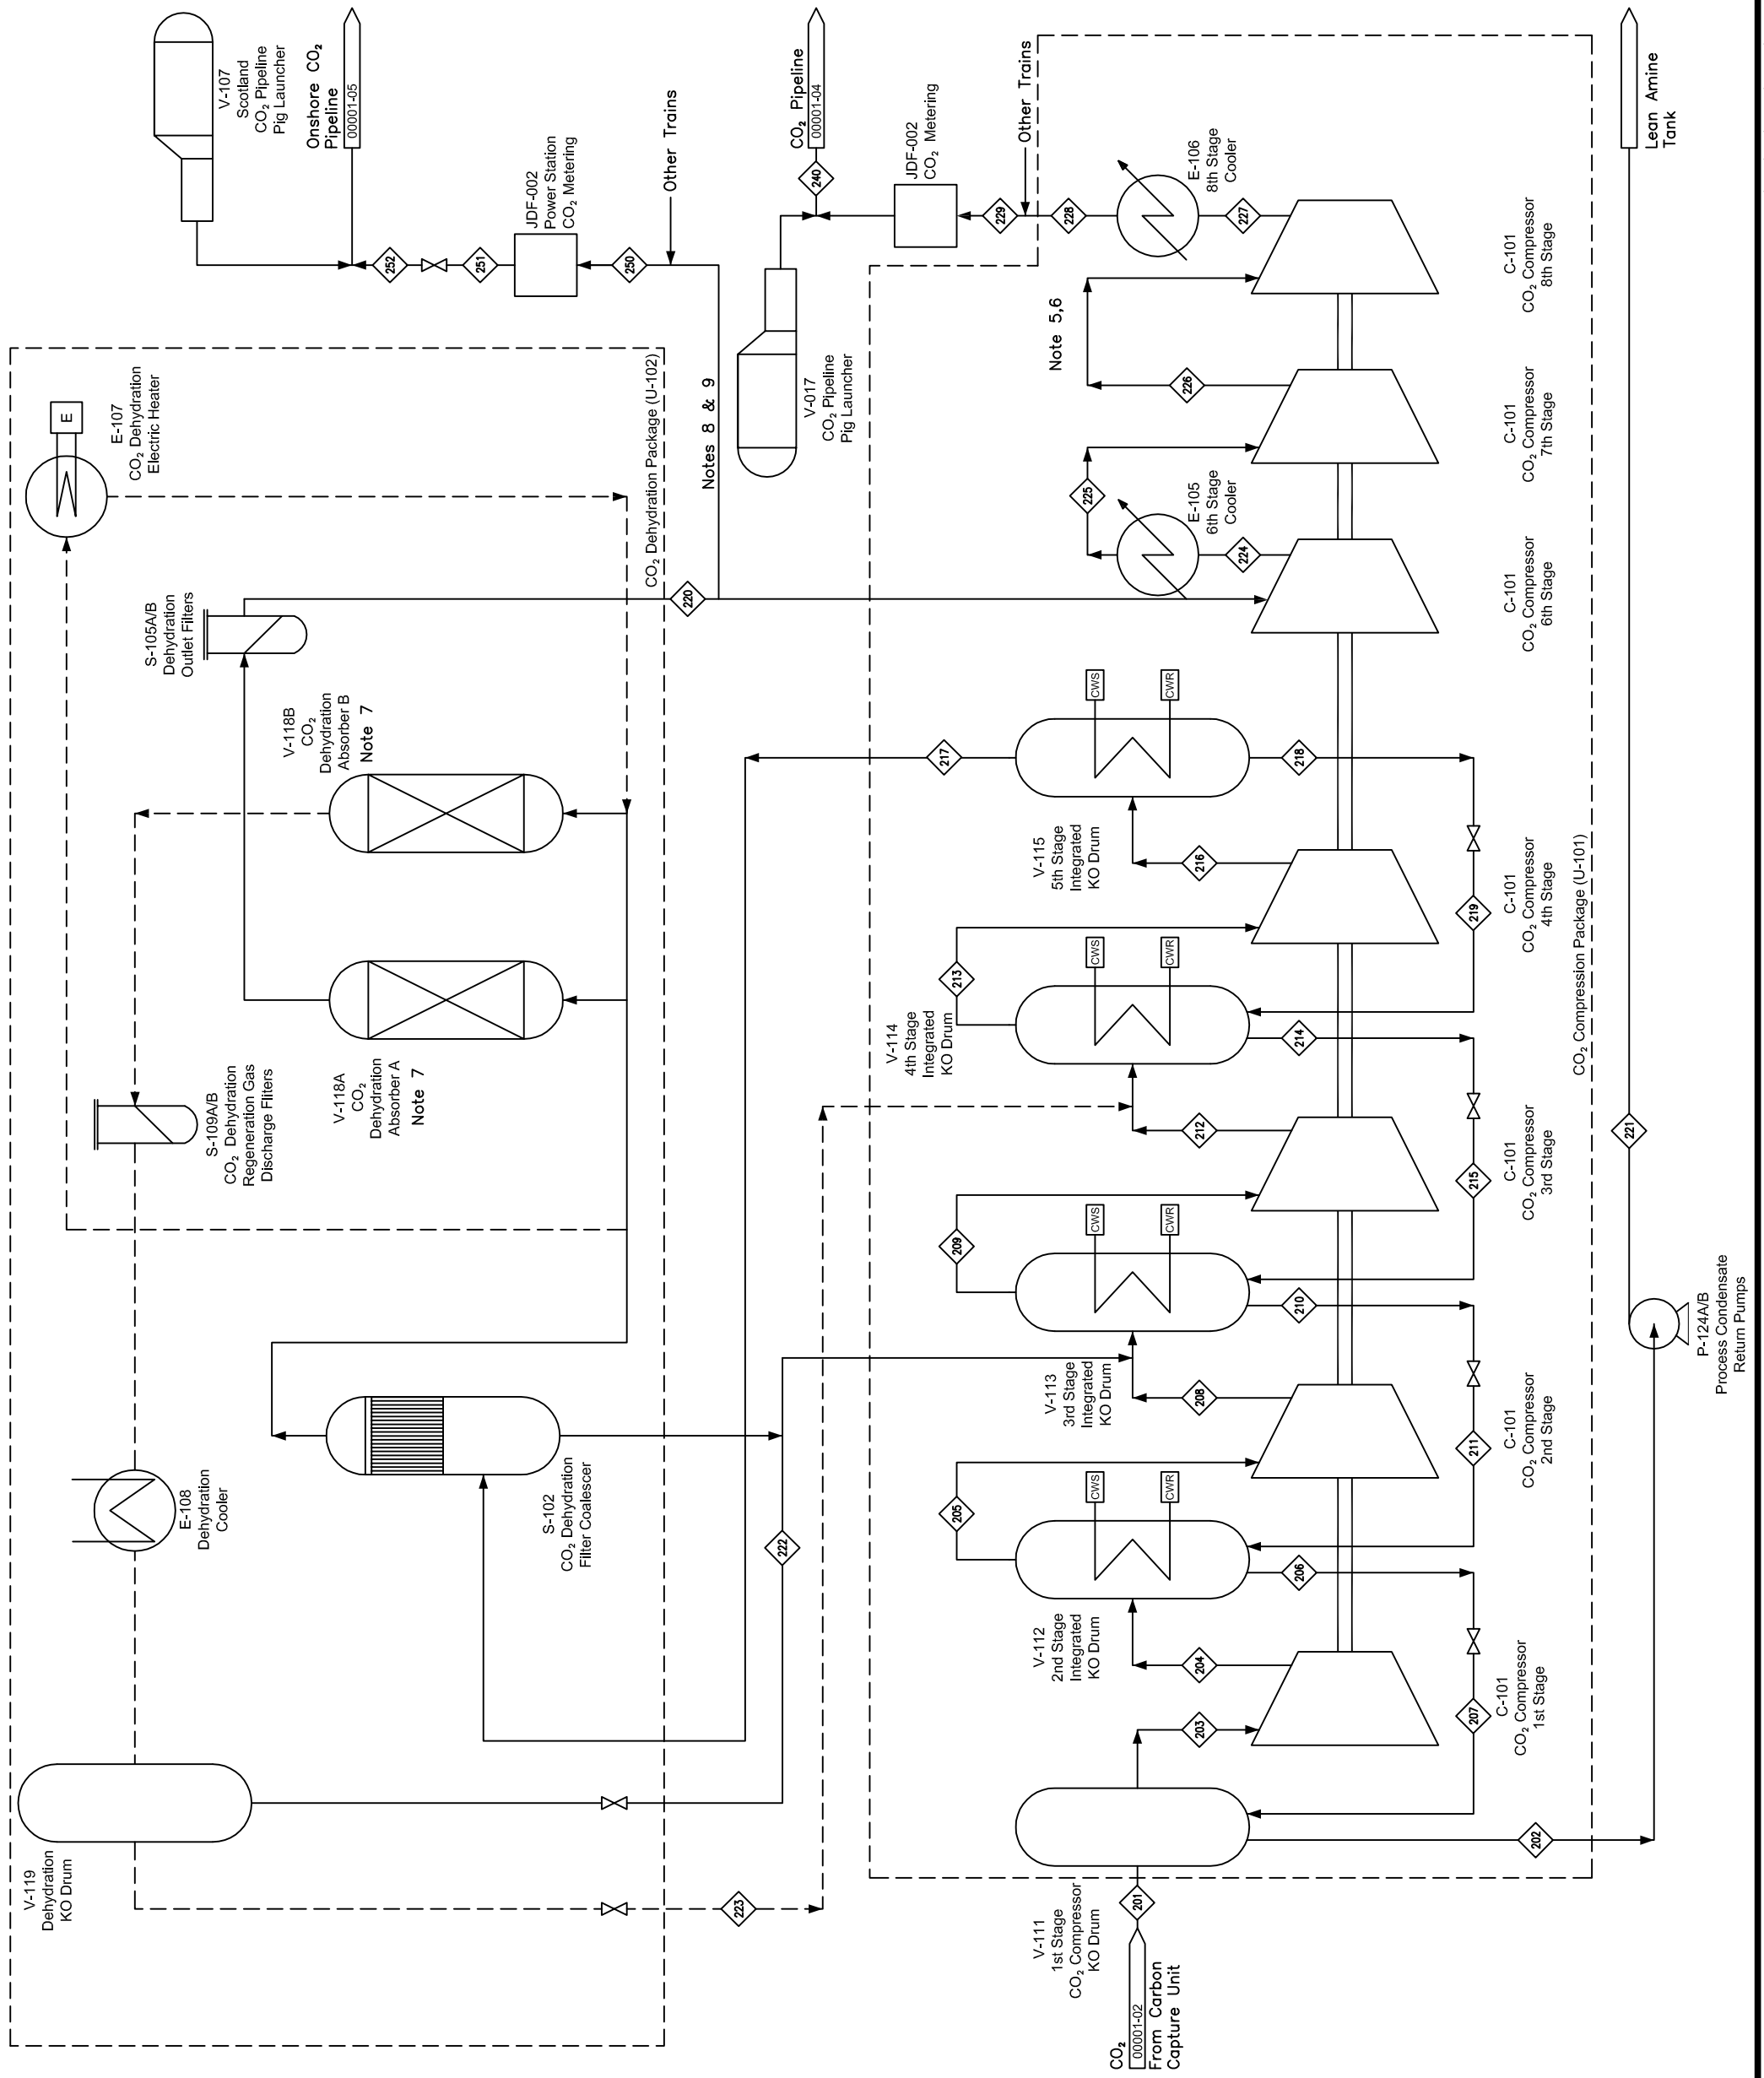 V-107
Scotland
CO₂ Pipeline
Pig Launcher
Onshore CO₂
Pipeline
00001-05
252
251
JDF-002
Power Station
CO₂ Metering
250
Other Trains
Notes 8 & 9
CO₂ Pipeline
00001-04
240
V-017
CO₂ Pipeline
Pig Launcher
JDF-002
CO₂ Metering
229
Other Trains
228
E
E-107
CO₂ Dehydration
Electric Heater
CO₂ Dehydration Package (U-102)
S-105A/B
Dehydration
Outlet Filters
220
V-118B
CO₂
Dehydration
Absorber B
Note 7
V-118A
CO₂
Dehydration
Absorber A
Note 7
S-109A/B
CO₂ Dehydration
Regeneration Gas
Discharge Fliters
E-108
Dehydration
Cooler
S-102
CO₂ Dehydration
Filter Coalescer
222
V-119
Dehydration
KO Drum
223
CO₂
00001-02
From Carbon
Capture Unit
201
V-111
1st Stage
CO₂ Compressor
KO Drum
202
203
204
V-112
2nd Stage
Integrated
KO Drum
205
CWS
CWR
206
207
208
V-113
3rd Stage
Integrated
KO Drum
209
CWS
CWR
210
211
212
V-114
4th Stage
Integrated
KO Drum
213
CWS
CWR
214
215
216
V-115
5th Stage
Integrated
KO Drum
217
CWS
CWR
218
219
224
E-105
6th Stage
Cooler
225
226
Note 5,6
227
E-106
8th Stage
Cooler
C-101
CO₂ Compressor
1st Stage
C-101
CO₂ Compressor
2nd Stage
C-101
CO₂ Compressor
3rd Stage
C-101
CO₂ Compressor
4th Stage
C-101
CO₂ Compressor
6th Stage
C-101
CO₂ Compressor
7th Stage
C-101
CO₂ Compressor
8th Stage
CO₂ Compression Package (U-101)
P-124A/B
Process Condensate
Return Pumps
221
Lean Amine
Tank